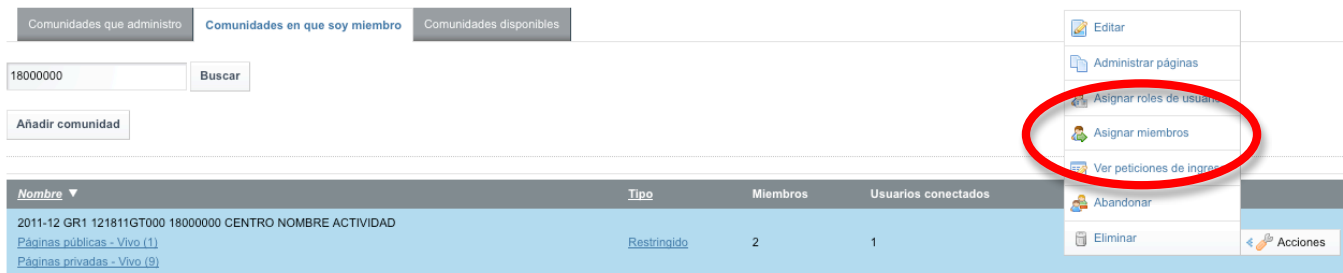 Comunidades que administro
Comunidades en que soy miembro
Comunidades disponibles
18000000
Buscar
Añadir comunidad
Editar
Administrar páginas
Asignar roles de usuario
Asignar miembros
Ver peticiones de ingreso
Abandonar
Eliminar
Nombre ▼ Tipo Miembros Usuarios conectados
2011-12 GR1 121811GT000 18000000 CENTRO NOMBRE ACTIVIDAD
Páginas públicas - Vivo (1)
Restringido 2 1 Acciones
Páginas privadas - Vivo (9)